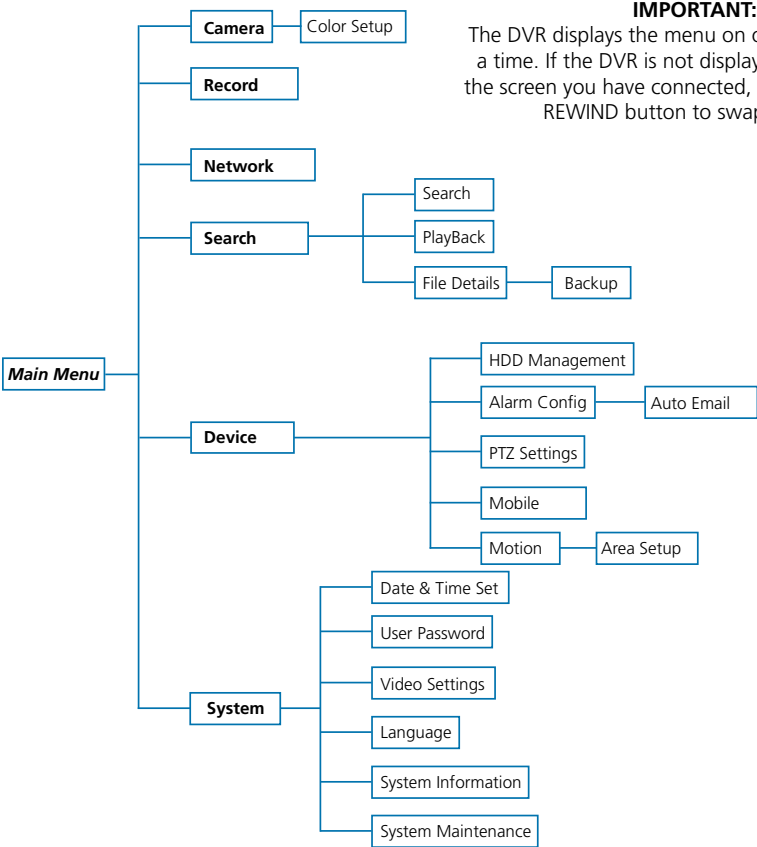 IMPORTANT:
The DVR displays the menu on
a time. If the DVR is not display
the screen you have connected,
REWIND button to swap
Main Menu
Camera
Color Setup
Record
Network
Search
Search
PlayBack
File Details
Backup
Device
HDD Management
Alarm Config
Auto Email
PTZ Settings
Mobile
Motion
Area Setup
System
Date & Time Set
User Password
Video Settings
Language
System Information
System Maintenance